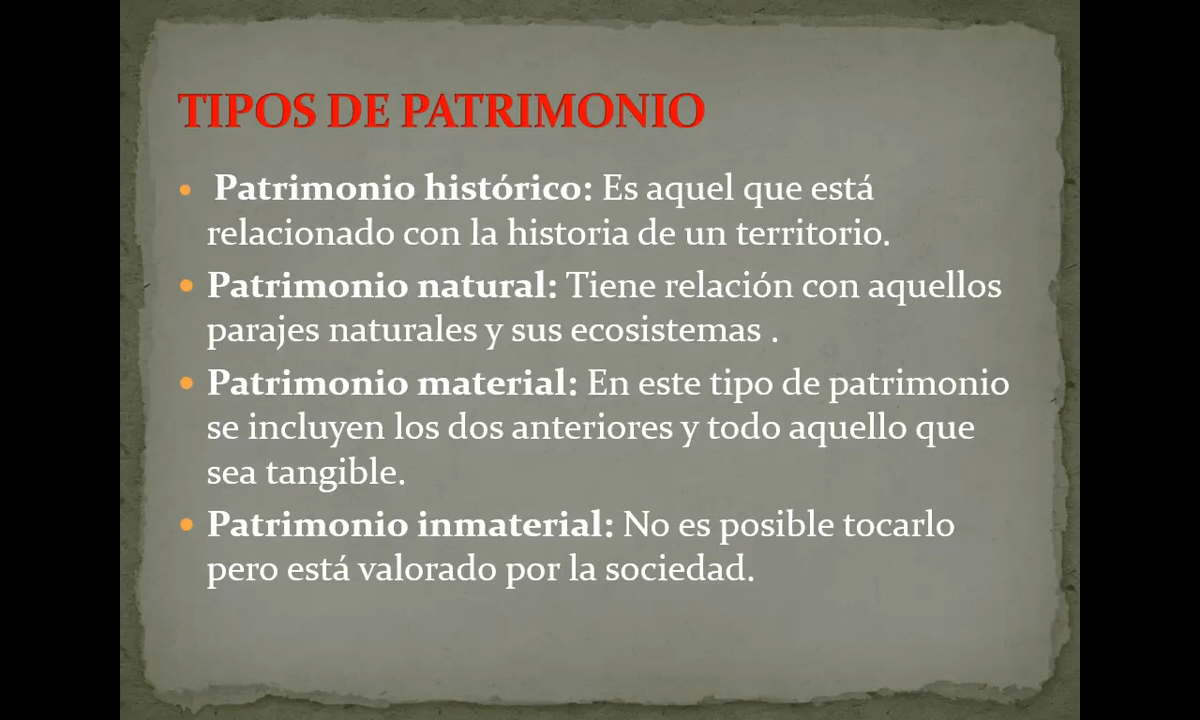 TIPOS DE PATRIMONIO
• Patrimonio histórico: Es aquel que está
relacionado con la historia de un territorio.
• Patrimonio natural: Tiene relación con aquellos
parajes naturales y sus ecosistemas .
• Patrimonio material: En este tipo de patrimonio
se incluyen los dos anteriores y todo aquello que
sea tangible.
• Patrimonio inmaterial: No es posible tocarlo
pero está valorado por la sociedad.